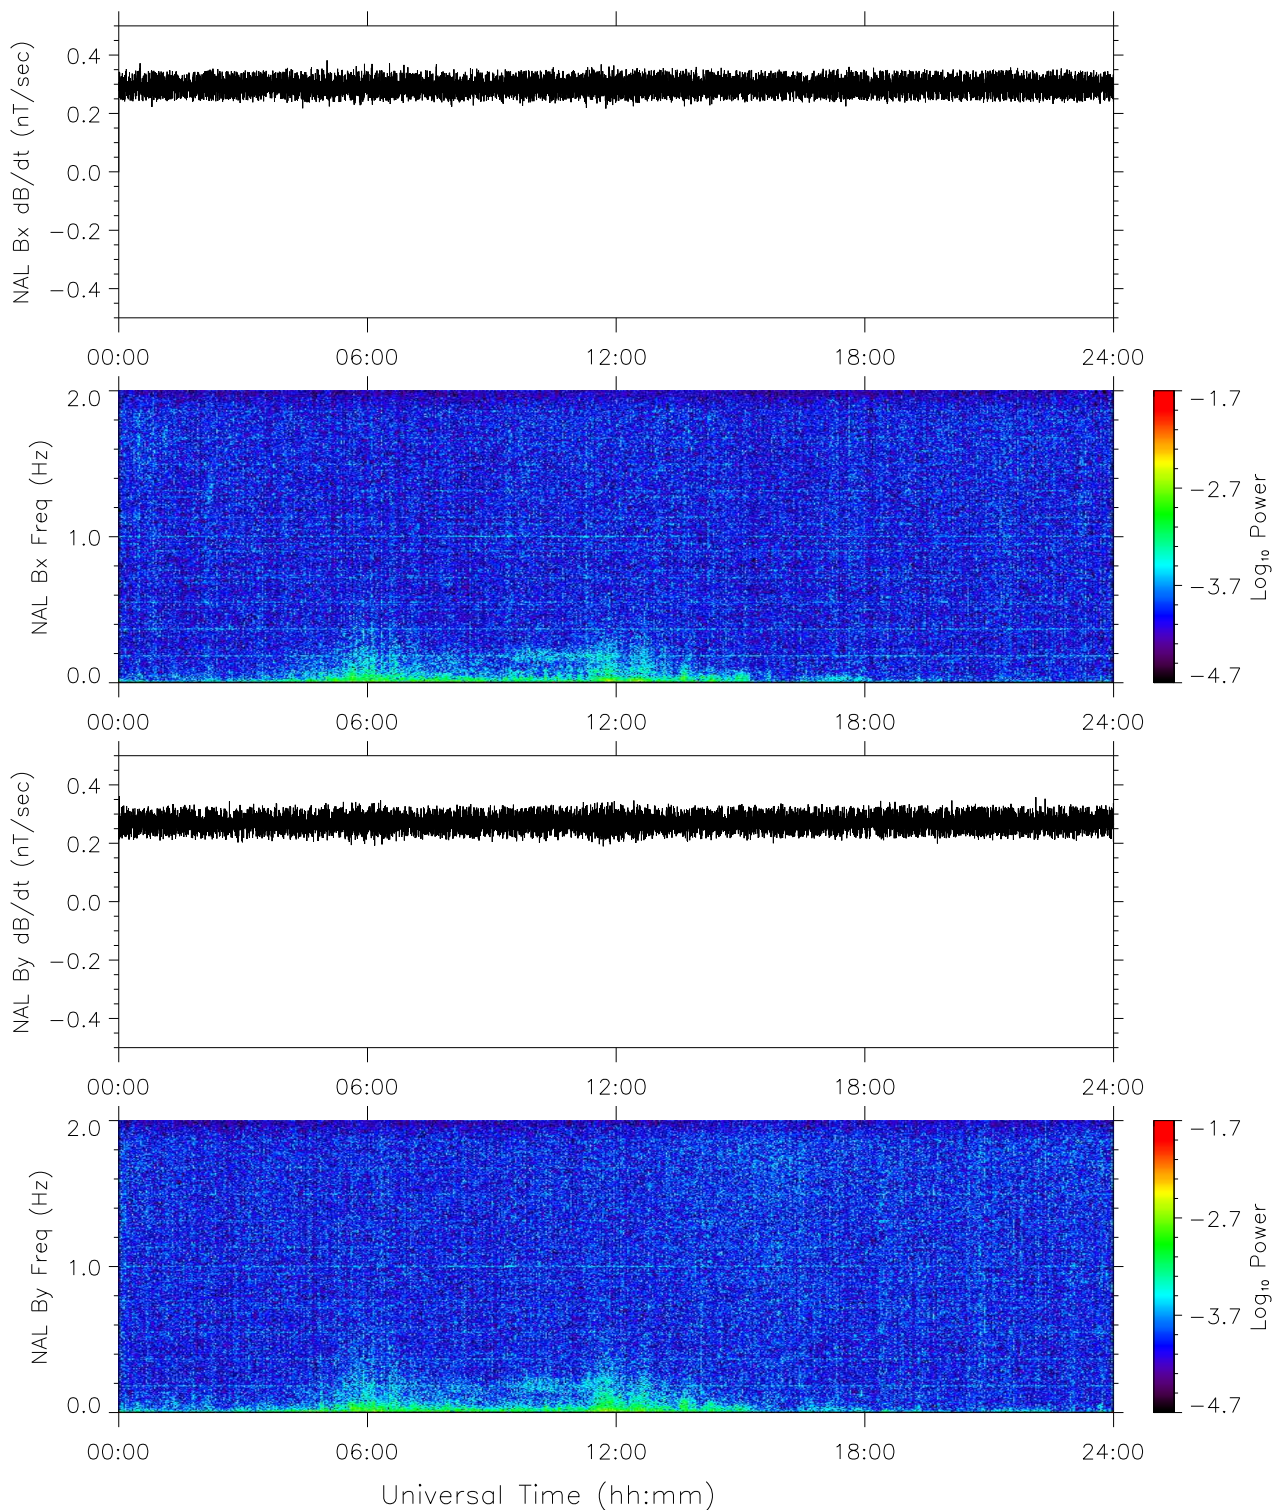 NAL Bx dB/dt (nT/sec)
0.4
0.2
0.0
−0.2
−0.4
00:00 06:00 12:00 18:00 24:00
NAL Bx Freq (Hz)
2.0
1.0
0.0
−1.7
−2.7
−3.7
−4.7
Log₁₀ Power
00:00 06:00 12:00 18:00 24:00
NAL By dB/dt (nT/sec)
0.4
0.2
0.0
−0.2
−0.4
00:00 06:00 12:00 18:00 24:00
NAL By Freq (Hz)
2.0
1.0
0.0
−1.7
−2.7
−3.7
−4.7
Log₁₀ Power
00:00 06:00 12:00 18:00 24:00
Universal Time (hh:mm)